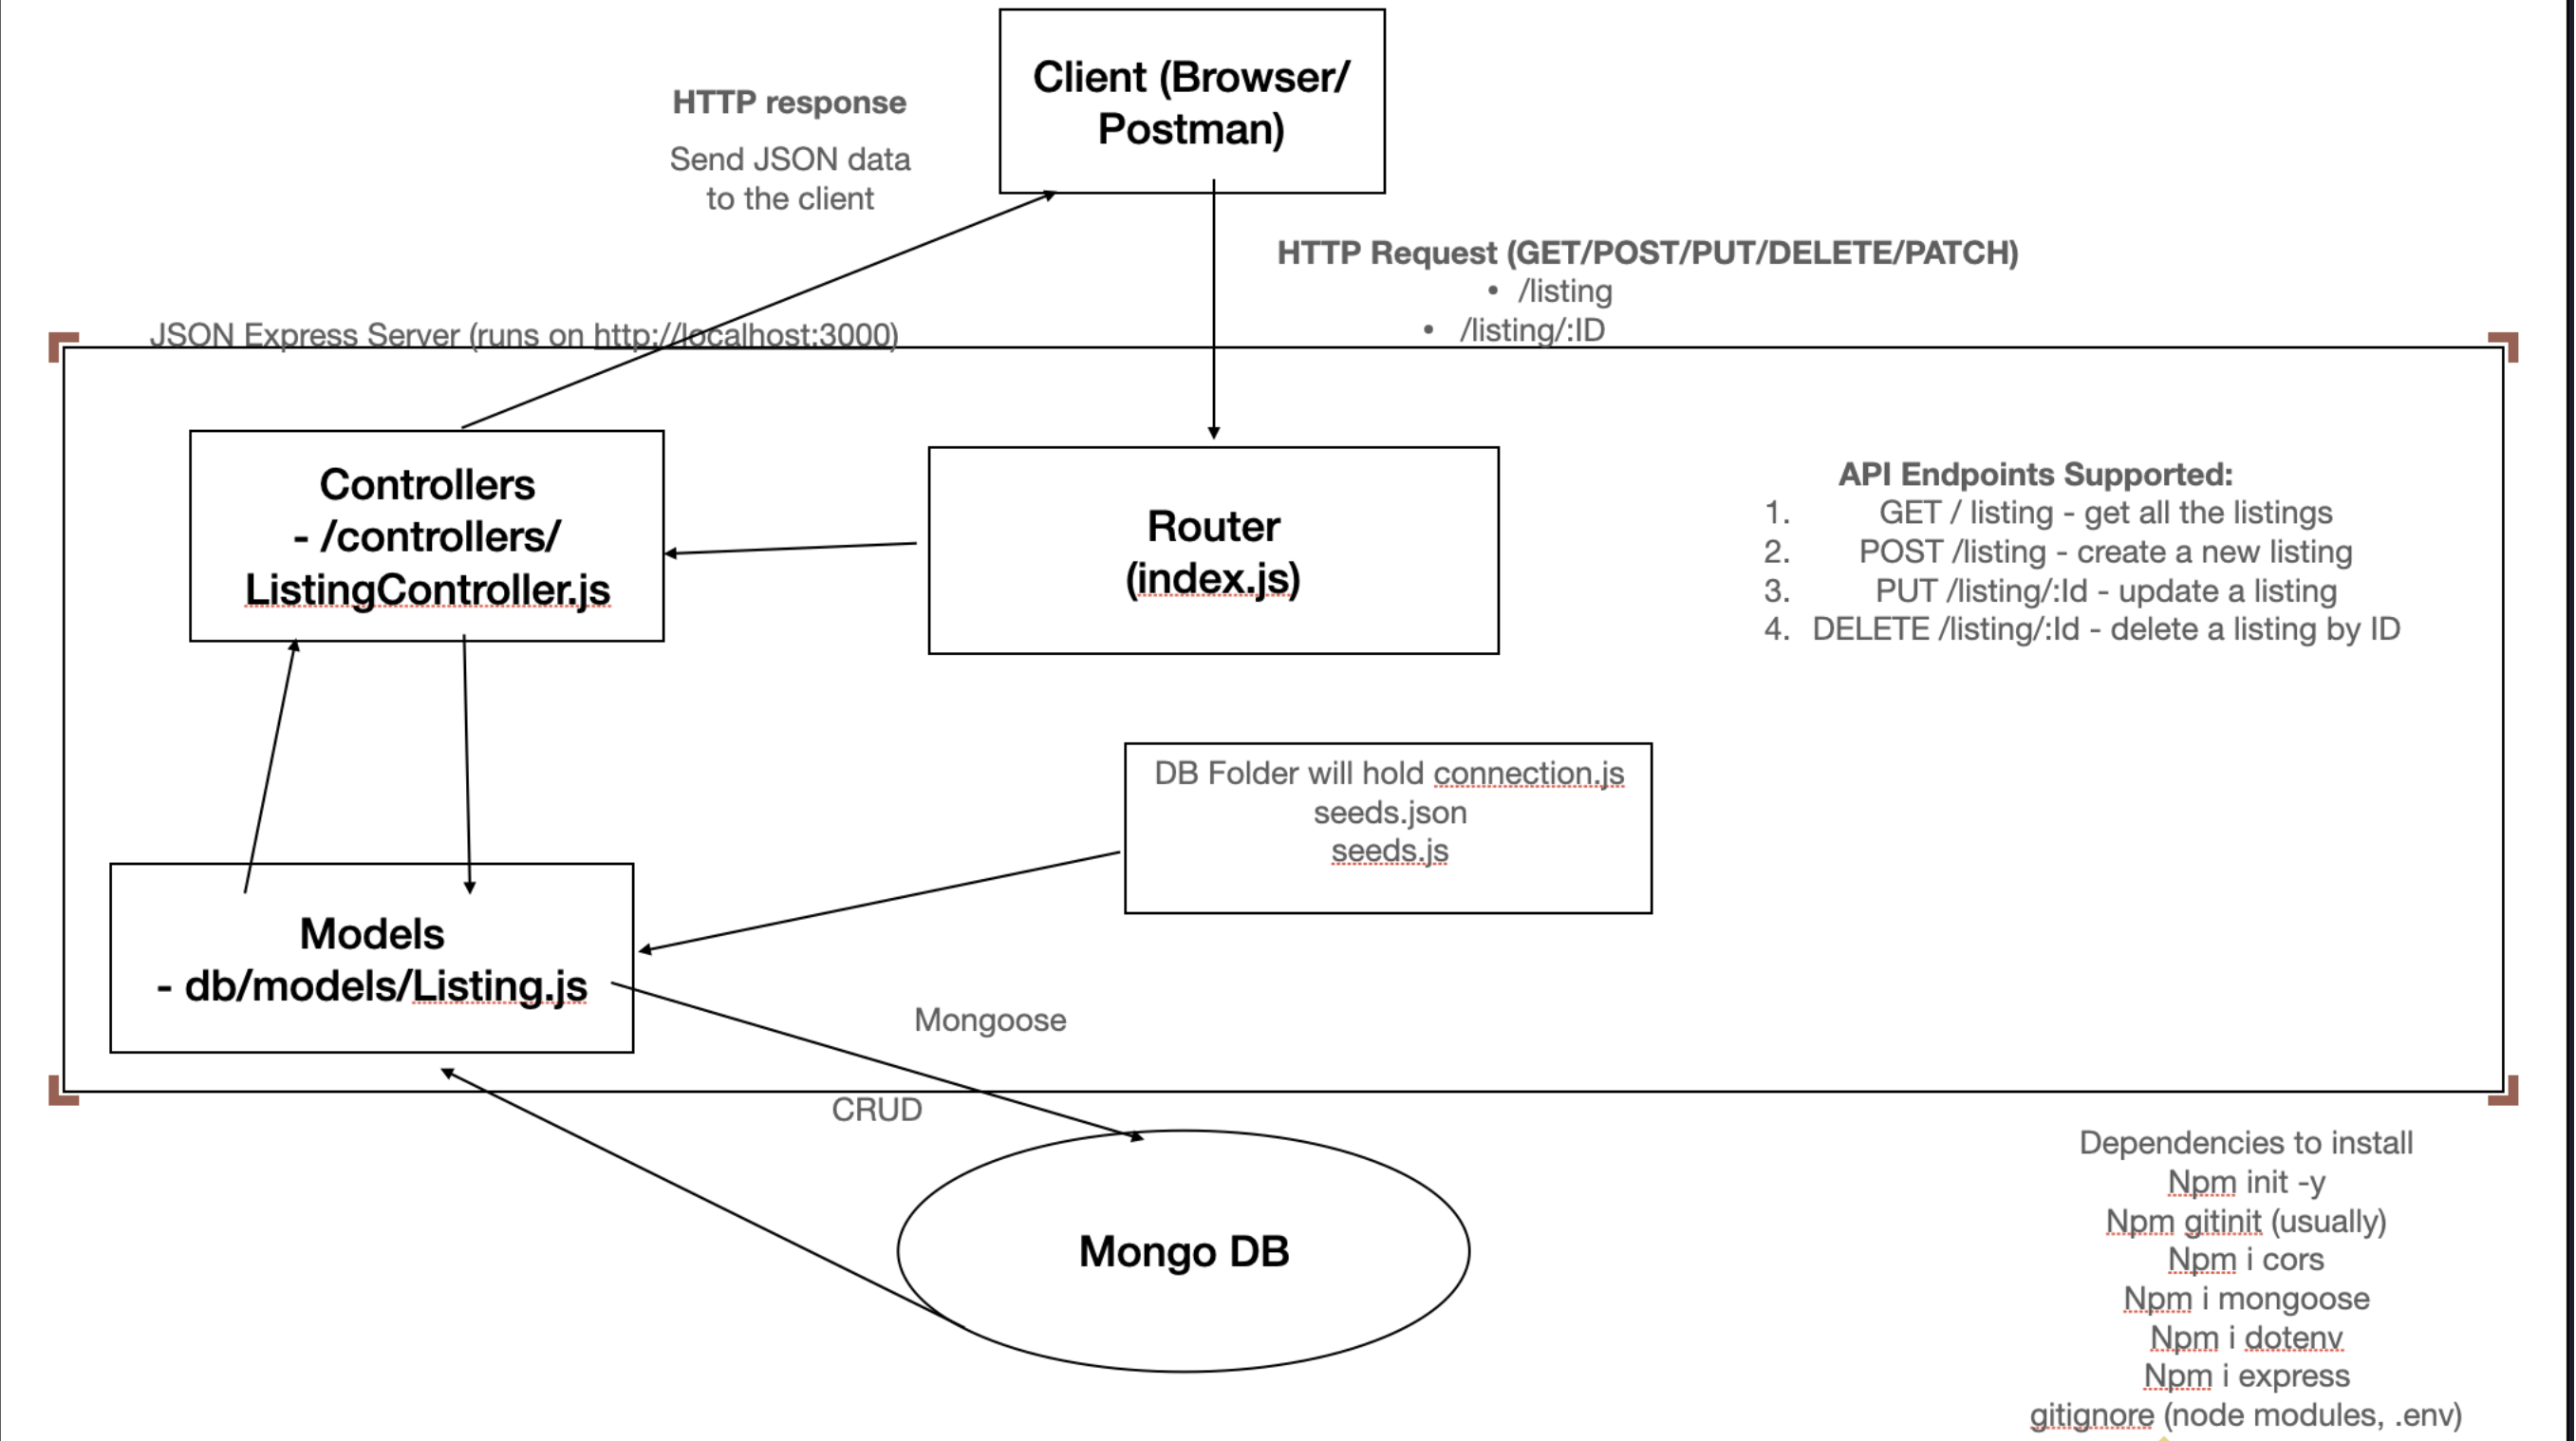 Client (Browser/
Postman)
HTTP response
Send JSON data
to the client
HTTP Request (GET/POST/PUT/DELETE/PATCH)
• /listing
• /listing/:ID
JSON Express Server (runs on http://localhost:3000)
Controllers
- /controllers/
ListingController.js
Router
(index.js)
API Endpoints Supported:
1. GET / listing - get all the listings
2. POST /listing - create a new listing
3. PUT /listing/:Id - update a listing
4. DELETE /listing/:Id - delete a listing by ID
DB Folder will hold connection.js
seeds.json
seeds.js
Models
- db/models/Listing.js
Mongoose
CRUD
Mongo DB
Dependencies to install
Npm init -y
Npm gitinit (usually)
Npm i cors
Npm i mongoose
Npm i dotenv
Npm i express
gitignore (node modules, .env)